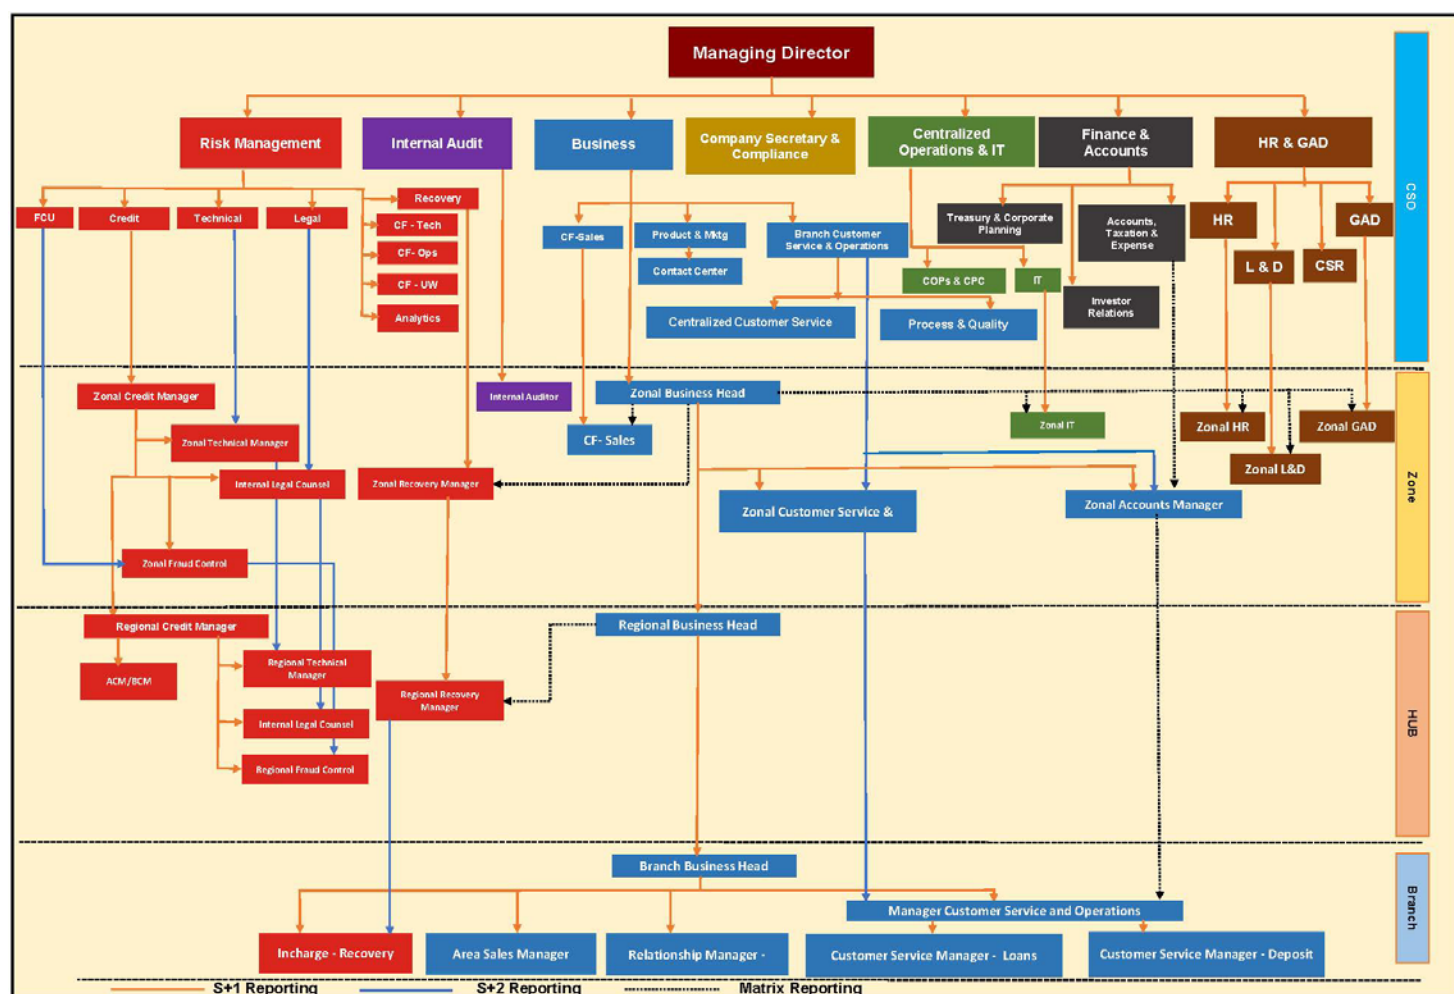 Managing Director
Risk Management
Internal Audit
Business
Company Secretary &
Compliance
Centralized
Operations & IT
Finance &
Accounts
HR & GAD
CSO
FCU
Credit
Technical
Legal
Recovery
CF - Tech
CF- Ops
CF - UW
Analytics
CF-Sales
Product & Mktg
Contact Center
Branch Customer
Service & Operations
Centralized Customer Service
Process & Quality
COPs & CPC
IT
Treasury & Corporate
Planning
Accounts,
Taxation &
Expense
Investor
Relations
HR
L & D
CSR
GAD
Zonal Credit Manager
Zonal Technical Manager
Internal Legal Counsel
Zonal Fraud Control
Zonal Recovery Manager
Internal Auditor
Zonal Business Head
CF- Sales
Zonal Customer Service &
Zonal IT
Zonal Accounts Manager
Zonal HR
Zonal L&D
Zonal GAD
Zone
Regional Credit Manager
ACM/BCM
Regional Technical
Manager
Internal Legal Counsel
Regional Fraud Control
Regional Recovery
Manager
Regional Business Head
HUB
Branch Business Head
Manager Customer Service and Operations
Incharge - Recovery
Area Sales Manager
Relationship Manager -
Customer Service Manager - Loans
Customer Service Manager - Deposit
Branch
S+1 Reporting
S+2 Reporting
Matrix Reporting